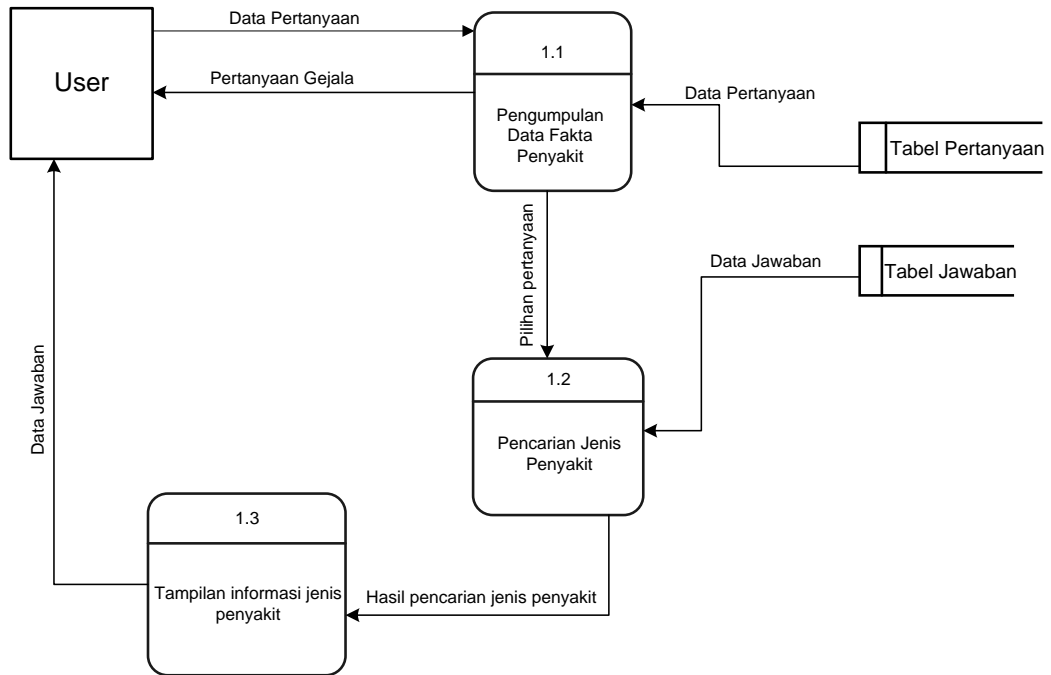 Data Pertanyaan
User
Pertanyaan Gejala
1.1
Pengumpulan
Data Fakta
Penyakit
Data Pertanyaan
Tabel Pertanyaan
Pilihan pertanyaan
Data Jawaban
Tabel Jawaban
1.2
Pencarian Jenis
Penyakit
Data Jawaban
1.3
Tampilan informasi jenis
penyakit
Hasil pencarian jenis penyakit